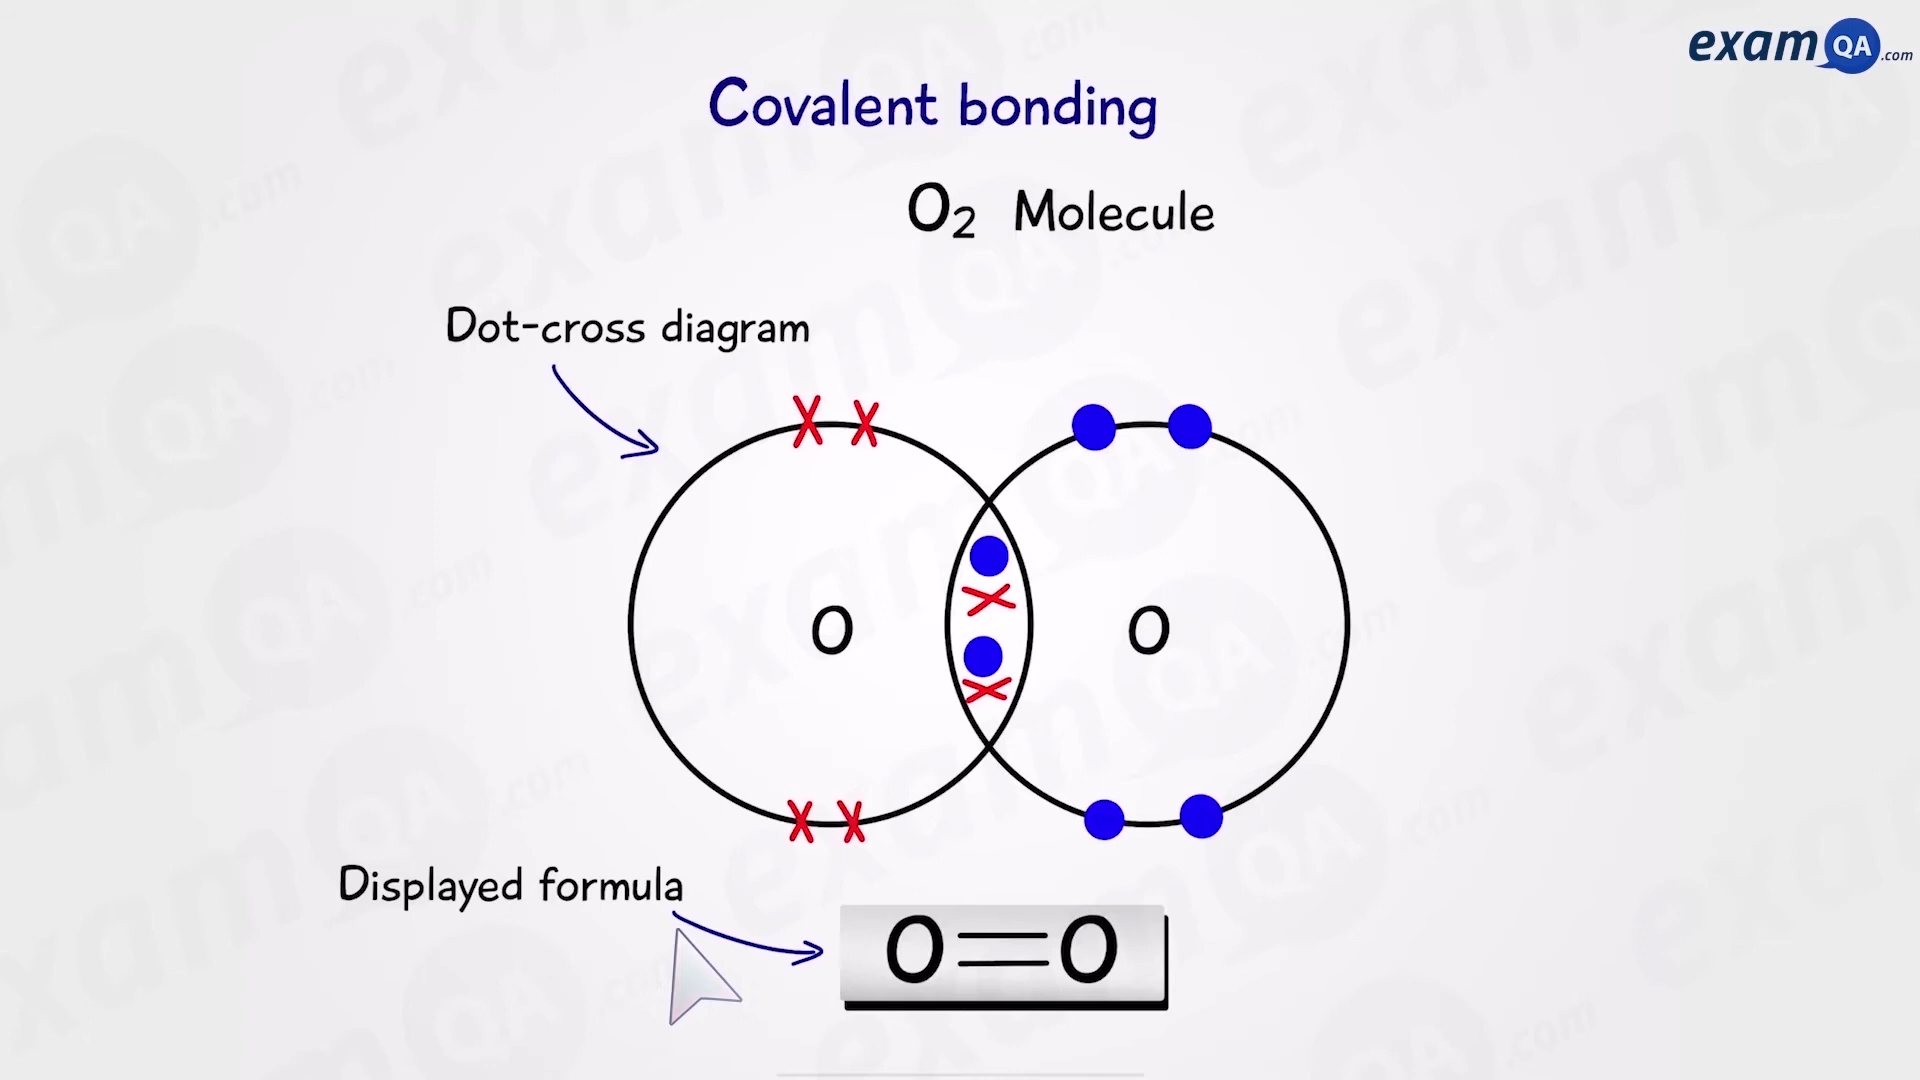 examQA.com
Covalent bonding
O₂ Molecule
Dot-cross diagram
O O
Displayed formula
O=O